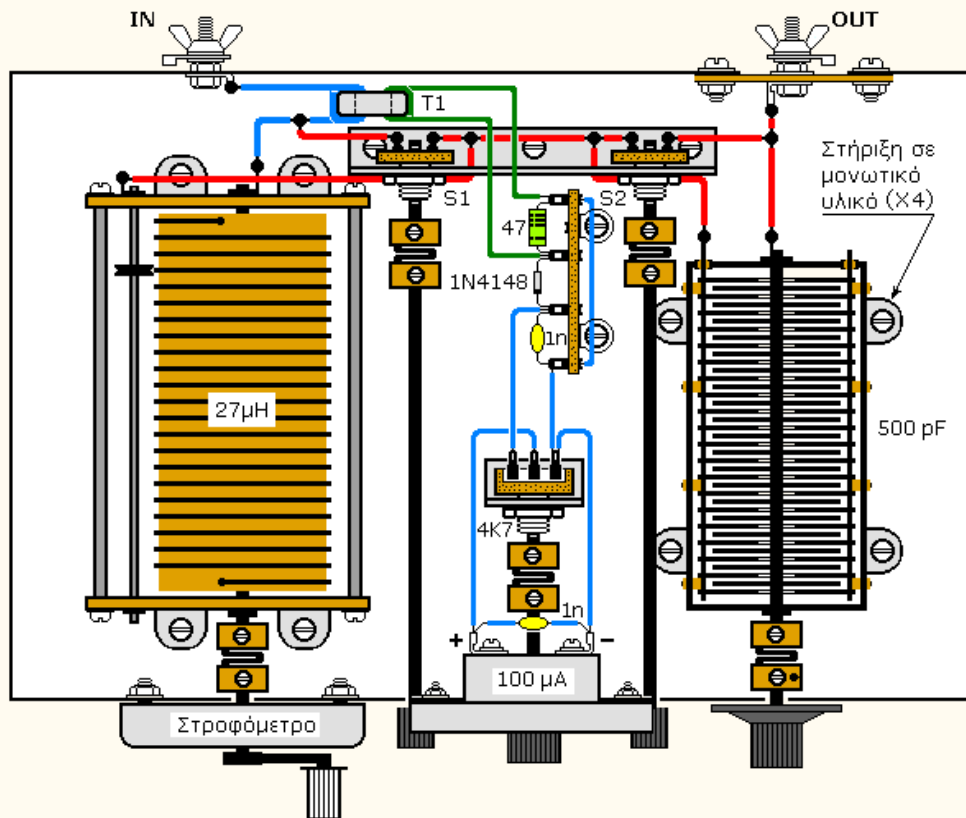 IN
OUT
T1
Στήριξη σε
μονωτικό
υλικό (X4)
S1
S2
47
1N4148
1n
27μH
500 pF
4K7
1n
+
−
100 μA
Στροφόμετρο